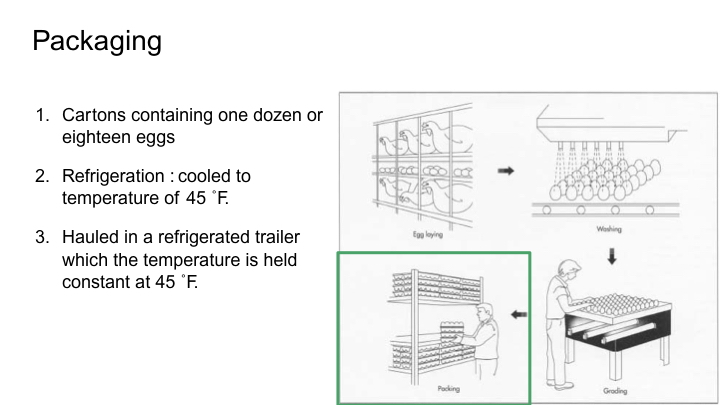 Packaging
1. Cartons containing one dozen or
eighteen eggs
2. Refrigeration : cooled to
temperature of 45 ˚F.
3. Hauled in a refrigerated trailer
which the temperature is held
constant at 45 ˚F.
Egg laying
Washing
Packing
Grading